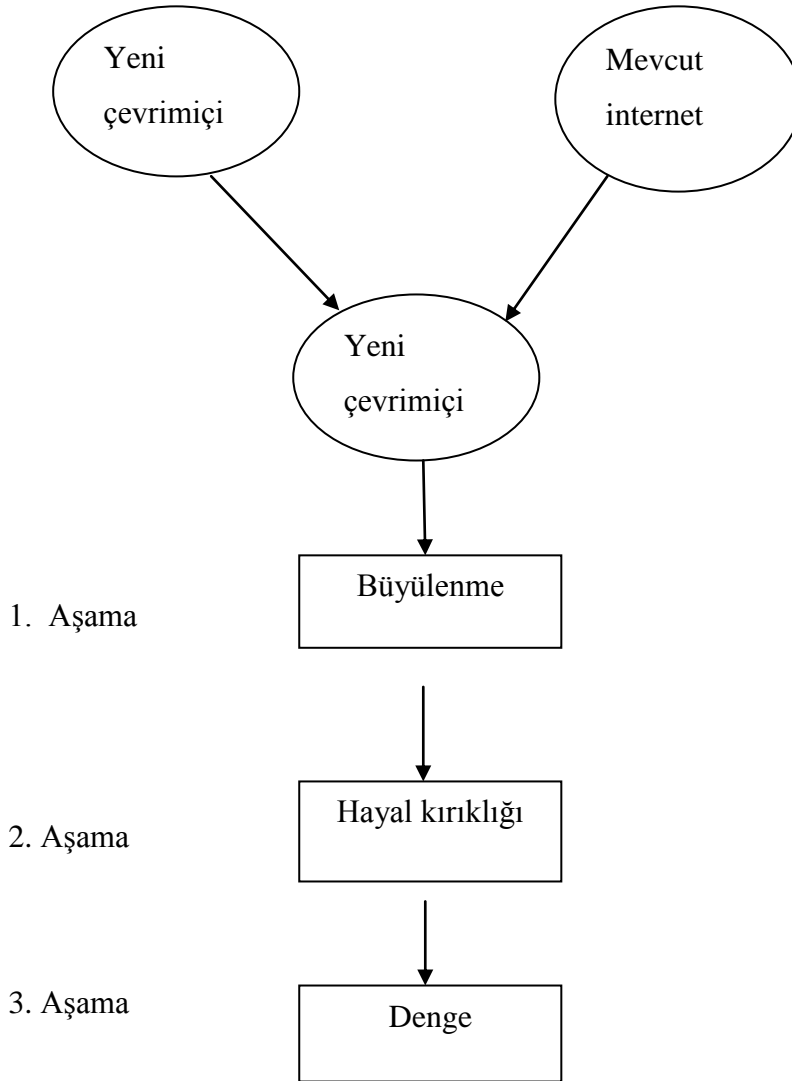 Yeni
çevrimiçi
Mevcut
internet
Yeni
çevrimiçi
Büyülenme
1. Aşama
Hayal kırıklığı
2. Aşama
3. Aşama
Denge